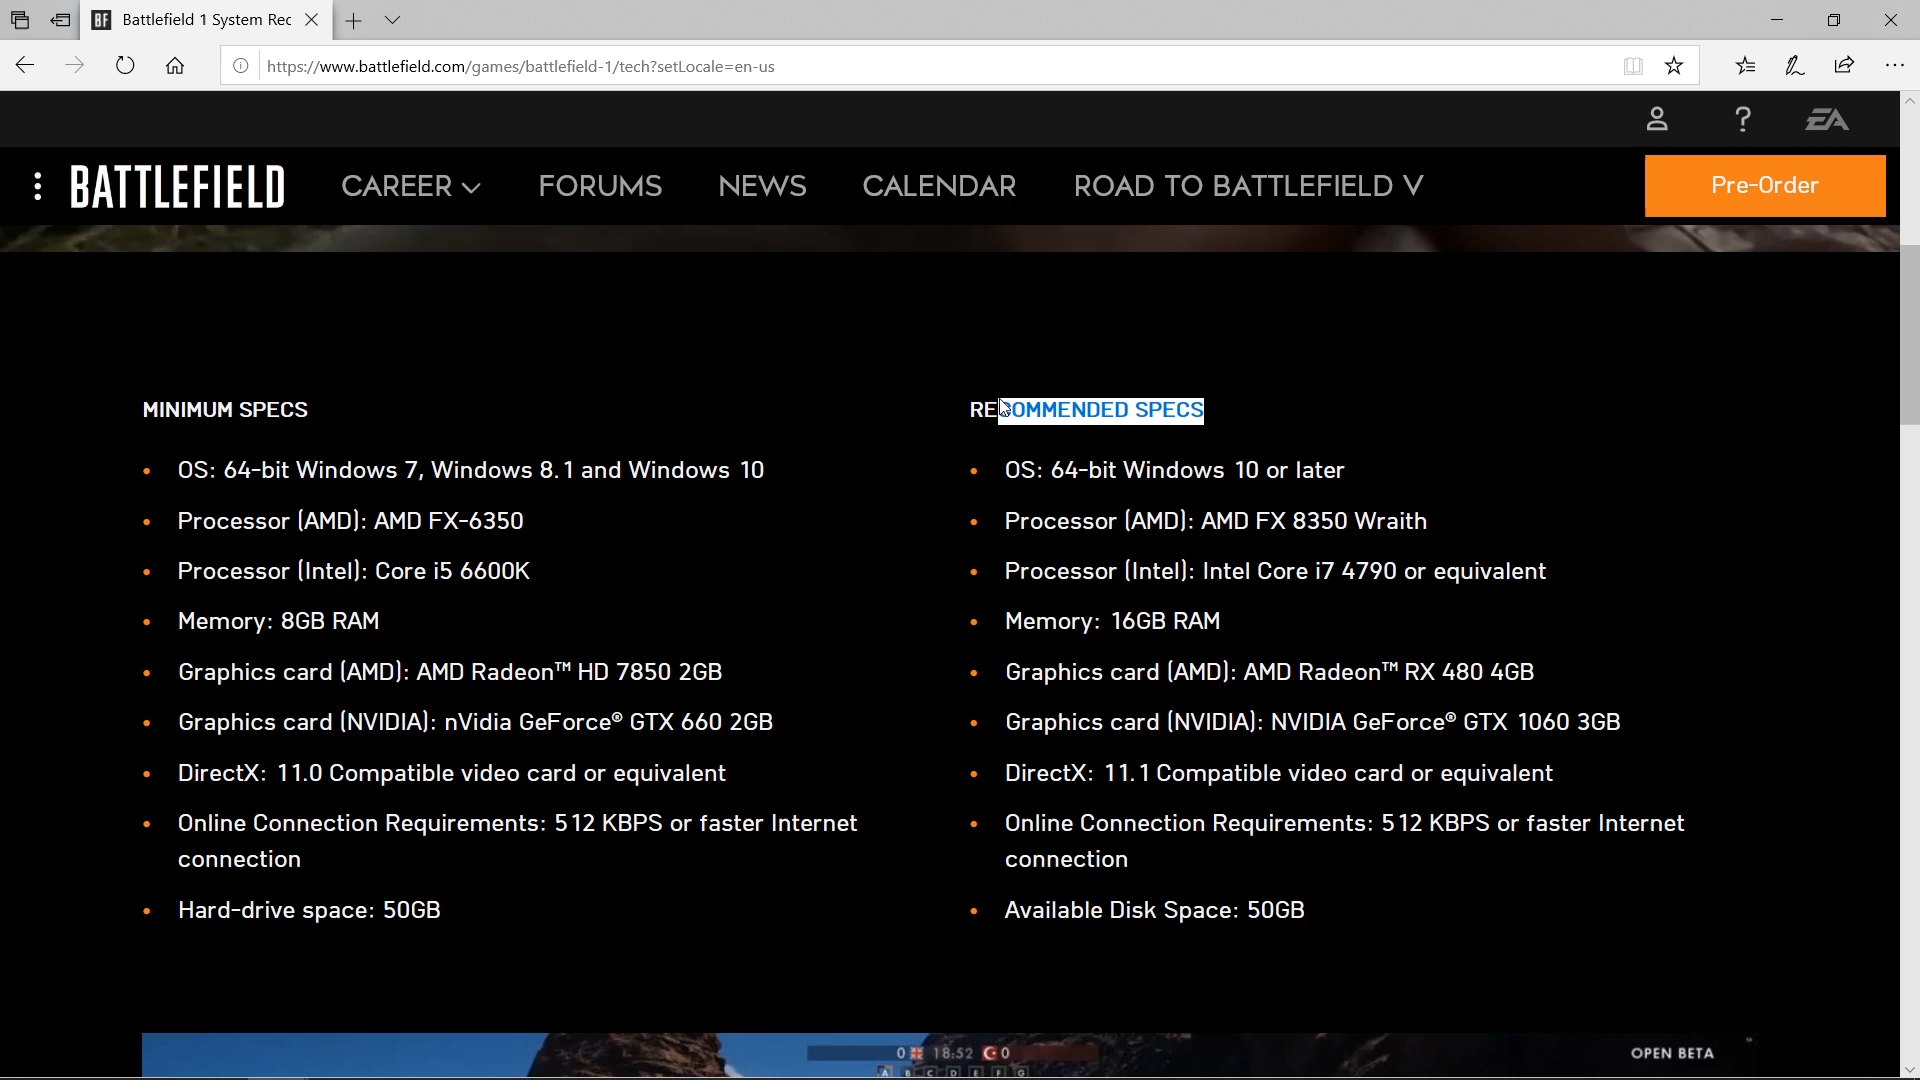 BF Battlefield 1 System Rec
https://www.battlefield.com/games/battlefield-1/tech?setLocale=en-us
EA
BATTLEFIELD CAREER FORUMS NEWS CALENDAR ROAD TO BATTLEFIELD V Pre-Order
MINIMUM SPECS
• OS: 64-bit Windows 7, Windows 8.1 and Windows 10
• Processor (AMD): AMD FX-6350
• Processor (Intel): Core i5 6600K
• Memory: 8GB RAM
• Graphics card (AMD): AMD Radeon™ HD 7850 2GB
• Graphics card (NVIDIA): nVidia GeForce® GTX 660 2GB
• DirectX: 11.0 Compatible video card or equivalent
• Online Connection Requirements: 512 KBPS or faster Internet
connection
• Hard-drive space: 50GB
RECOMMENDED SPECS
• OS: 64-bit Windows 10 or later
• Processor (AMD): AMD FX 8350 Wraith
• Processor (Intel): Intel Core i7 4790 or equivalent
• Memory: 16GB RAM
• Graphics card (AMD): AMD Radeon™ RX 480 4GB
• Graphics card (NVIDIA): NVIDIA GeForce® GTX 1060 3GB
• DirectX: 11.1 Compatible video card or equivalent
• Online Connection Requirements: 512 KBPS or faster Internet
connection
• Available Disk Space: 50GB
0 18:52 0
OPEN BETA
A B C D E F G